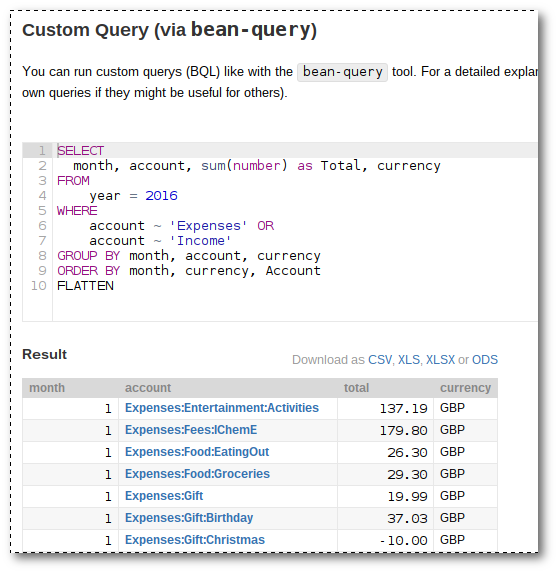 Custom Query (via bean-query)
You can run custom querys (BQL) like with the bean-query tool. For a detailed explan
own queries if they might be useful for others).
1 SELECT
2 month, account, sum(number) as Total, currency
3 FROM
4 year = 2016
5 WHERE
6 account ~ 'Expenses' OR
7 account ~ 'Income'
8 GROUP BY month, account, currency
9 ORDER BY month, currency, Account
10 FLATTEN
Result
Download as CSV, XLS, XLSX or ODS
month account total currency
1 Expenses:Entertainment:Activities 137.19 GBP
1 Expenses:Fees:IChemE 179.80 GBP
1 Expenses:Food:EatingOut 26.30 GBP
1 Expenses:Food:Groceries 29.30 GBP
1 Expenses:Gift 19.99 GBP
1 Expenses:Gift:Birthday 37.03 GBP
1 Expenses:Gift:Christmas -10.00 GBP